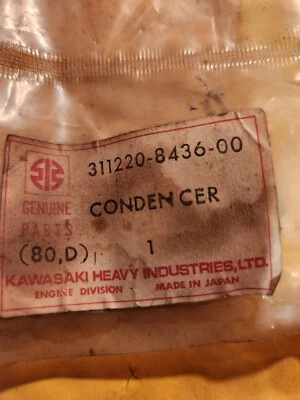 311220-8436-00
GENUINE
PARTS
CONDENCER
(80,D)
1
KAWASAKI HEAVY INDUSTRIES, LTD.
ENGINE DIVISION MADE IN JAPAN